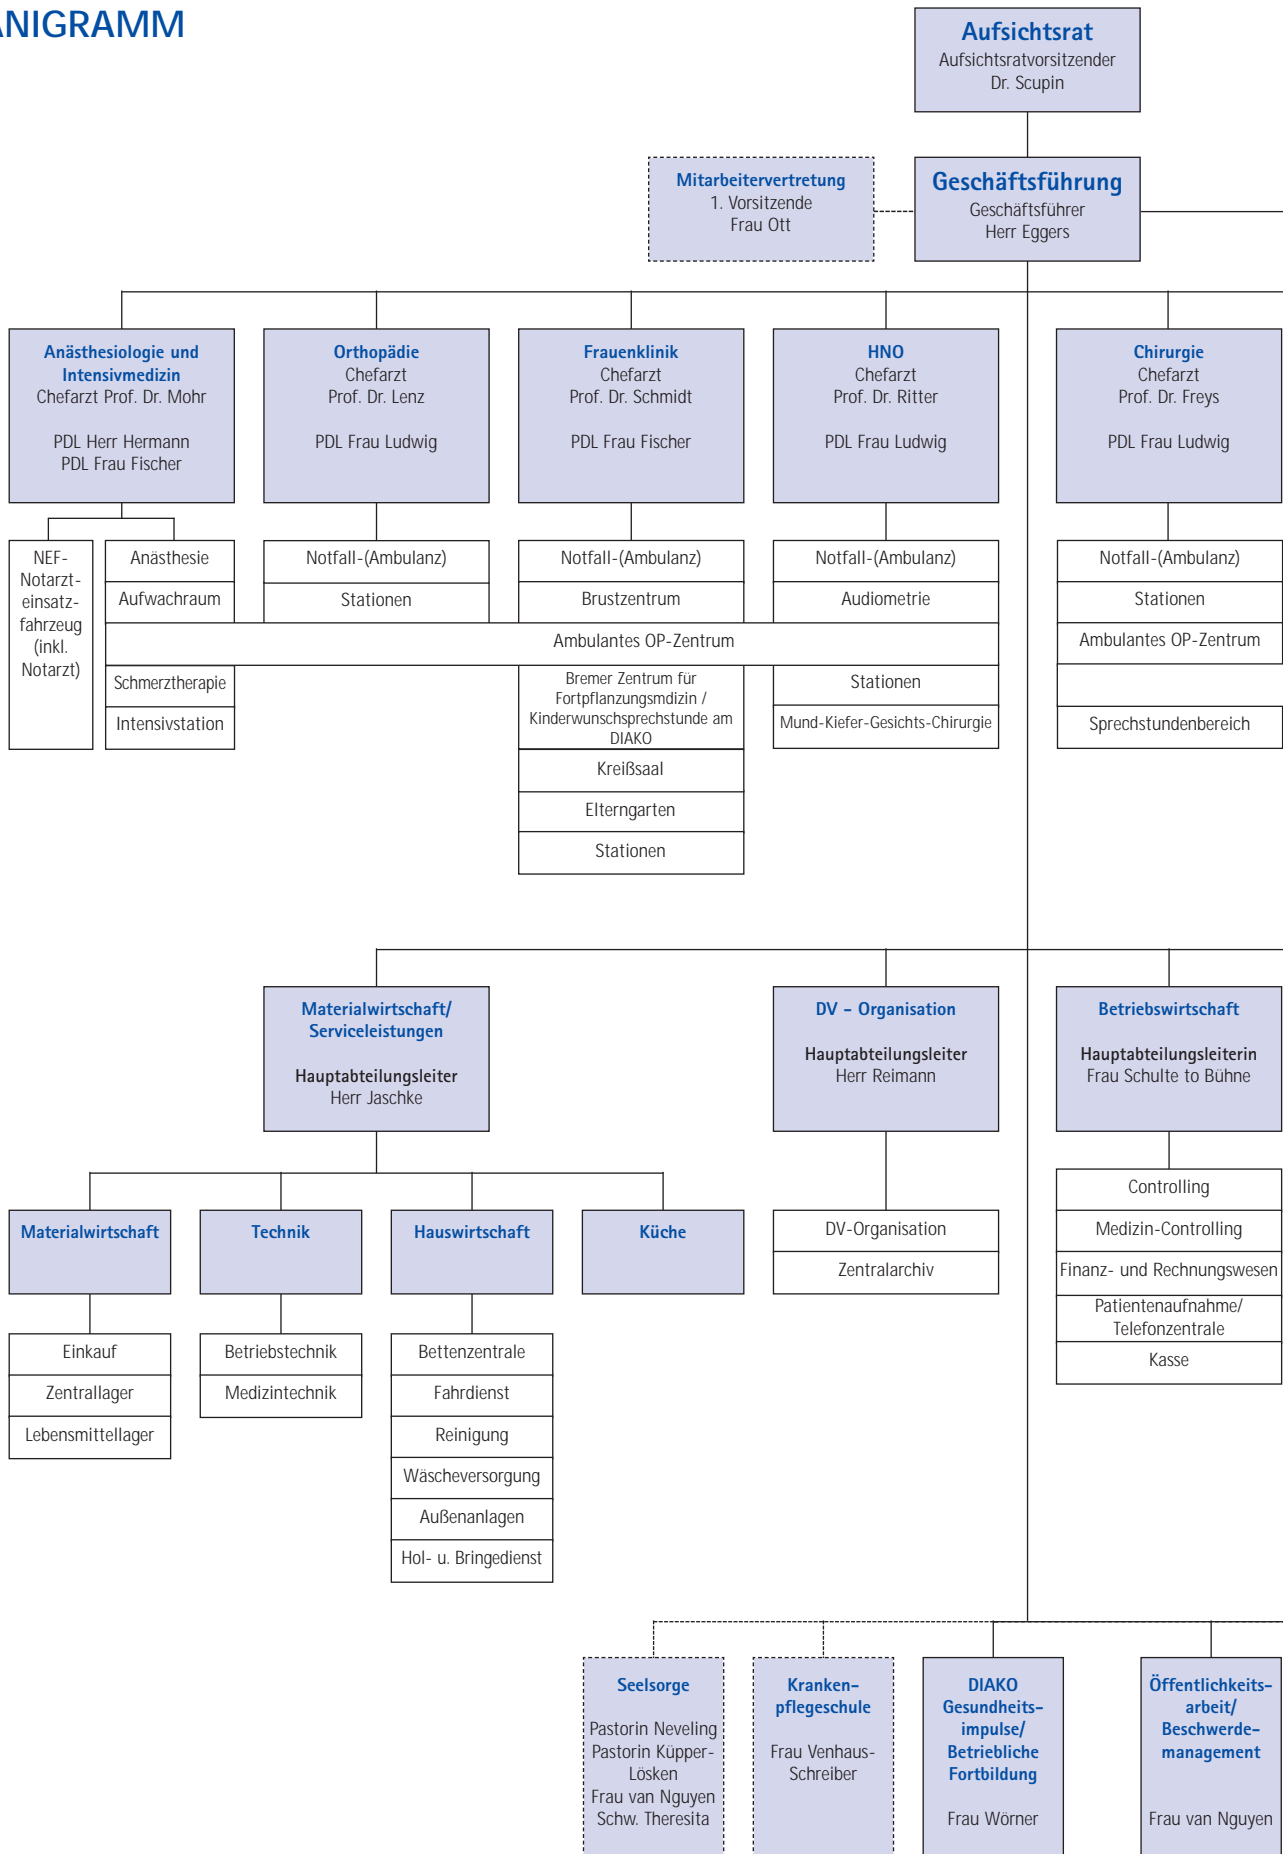 ANIGRAMM
Aufsichtsrat
Aufsichtsratvorsitzender
Dr. Scupin
Mitarbeitervertretung
1. Vorsitzende
Frau Ott
Geschäftsführung
Geschäftsführer
Herr Eggers
Anästhesiologie und
Intensivmedizin
Chefarzt Prof. Dr. Mohr
PDL Herr Hermann
PDL Frau Fischer
Orthopädie
Chefarzt
Prof. Dr. Lenz
PDL Frau Ludwig
Frauenklinik
Chefarzt
Prof. Dr. Schmidt
PDL Frau Fischer
HNO
Chefarzt
Prof. Dr. Ritter
PDL Frau Ludwig
Chirurgie
Chefarzt
Prof. Dr. Freys
PDL Frau Ludwig
NEF-
Notarzt-
einsatz-
fahrzeug
(inkl.
Notarzt)
Anästhesie
Aufwachraum
Schmerztherapie
Intensivstation
Notfall-(Ambulanz)
Stationen
Notfall-(Ambulanz)
Brustzentrum
Ambulantes OP-Zentrum
Bremer Zentrum für
Fortpflanzungsmdizin /
Kinderwunschsprechstunde am
DIAKO
Kreißsaal
Elterngarten
Stationen
Notfall-(Ambulanz)
Audiometrie
Stationen
Mund-Kiefer-Gesichts-Chirurgie
Notfall-(Ambulanz)
Stationen
Ambulantes OP-Zentrum
Sprechstundenbereich
Materialwirtschaft/
Serviceleistungen
Hauptabteilungsleiter
Herr Jaschke
DV - Organisation
Hauptabteilungsleiter
Herr Reimann
Betriebswirtschaft
Hauptabteilungsleiterin
Frau Schulte to Bühne
Materialwirtschaft
Einkauf
Zentrallager
Lebensmittellager
Technik
Betriebstechnik
Medizintechnik
Hauswirtschaft
Bettenzentrale
Fahrdienst
Reinigung
Wäscheversorgung
Außenanlagen
Hol- u. Bringedienst
Küche
DV-Organisation
Zentralarchiv
Controlling
Medizin-Controlling
Finanz- und Rechnungswesen
Patientenaufnahme/
Telefonzentrale
Kasse
Seelsorge
Pastorin Neveling
Pastorin Küpper-
Lösken
Frau van Nguyen
Schw. Theresita
Kranken-
pflegeschule
Frau Venhaus-
Schreiber
DIAKO
Gesundheits-
impulse/
Betriebliche
Fortbildung
Frau Wörner
Öffentlichkeits-
arbeit/
Beschwerde-
management
Frau van Nguyen